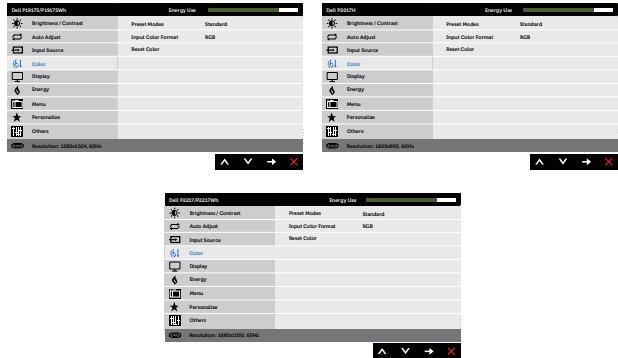 Dell P1917S/P1917SWh Energy Use
Brightness / Contrast Preset Modes Standard
Auto Adjust Input Color Format RGB
Input Source Reset Color
Color
Display
Energy
Menu
Personalize
Others
Resolution: 1280x1024, 60Hz
Dell P2017H Energy Use
Brightness / Contrast Preset Modes Standard
Auto Adjust Input Color Format RGB
Input Source Reset Color
Color
Display
Energy
Menu
Personalize
Others
Resolution: 1600x900, 60Hz
Dell P2217/P2217Wh Energy Use
Brightness / Contrast Preset Modes Standard
Auto Adjust Input Color Format RGB
Input Source Reset Color
Color
Display
Energy
Menu
Personalize
Others
Resolution: 1680x1050, 60Hz